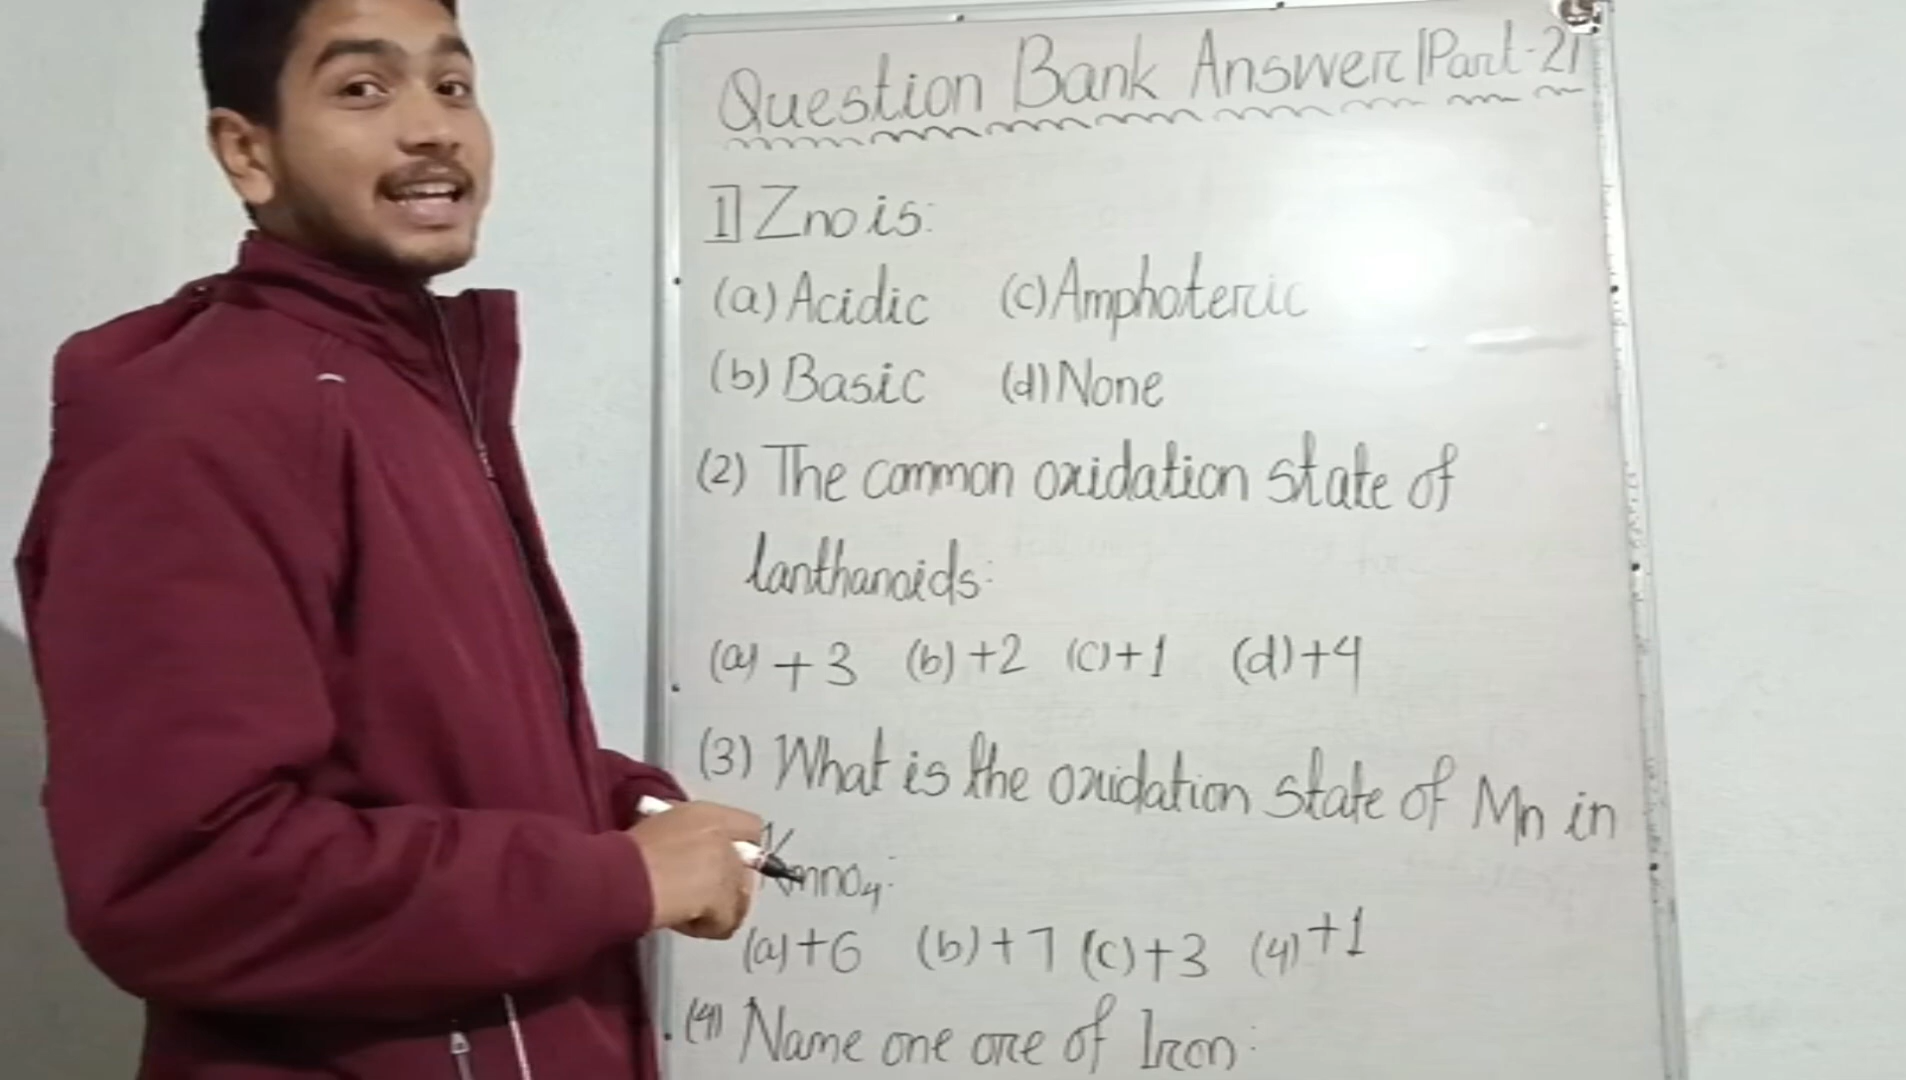 Question Bank Answer |Part-2|
1] Zno is:
(a) Acidic (c) Amphoteric
(b) Basic (d) None
(2) The common oxidation state of
lanthanoids:
(a) +3 (b) +2 (c) +1 (d) +4
(3) What is the oxidation state of Mn in
Kmno4:
(a) +6 (b) +7 (c) +3 (4) +1
(4) Name one ore of Iron: